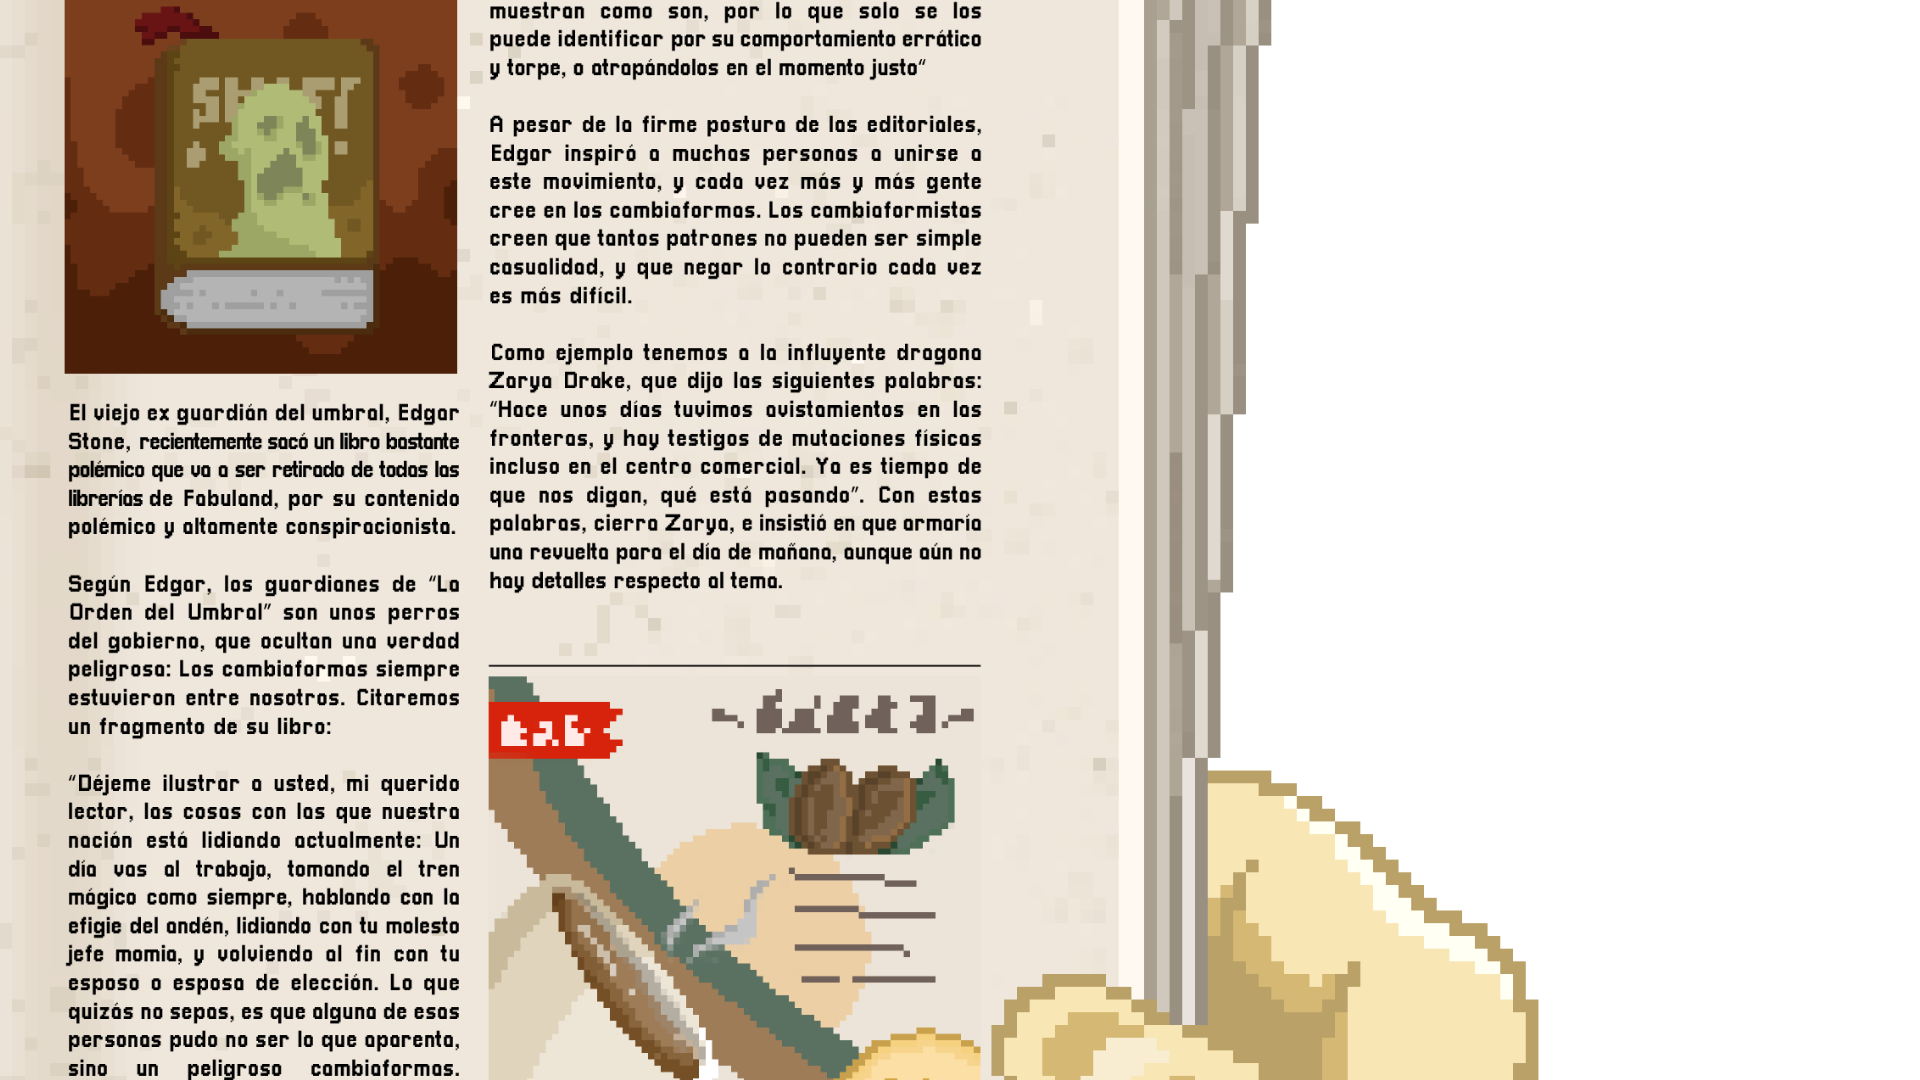 El viejo ex guardián del umbral, Edgar
Stone, recientemente sacó un libro bastante
polémico que va a ser retirado de todas las
librerías de Fabuland, por su contenido
polémico y altamente conspiracionista.
Según Edgar, los guardianes de “La
Orden del Umbral” son unos perros
del gobierno, que ocultan una verdad
peligrosa: Los cambiaformas siempre
estuvieron entre nosotros. Citaremos
un fragmento de su libro:
“Déjeme ilustrar a usted, mi querido
lector, las cosas con las que nuestra
nación está lidiando actualmente: Un
día vas al trabajo, tomando el tren
mágico como siempre, hablando con la
efigie del andén, lidiando con tu molesto
jefe momia, y volviendo al fin con tu
esposo o esposa de elección. Lo que
quizás no sepas, es que alguna de esas
personas pudo no ser lo que aparenta,
sino un peligroso cambiaformas.
muestran como son, por lo que solo se los
puede identificar por su comportamiento errático
y torpe, o atrapándolos en el momento justo“
A pesar de la firme postura de las editoriales,
Edgar inspiró a muchas personas a unirse a
este movimiento, y cada vez más y más gente
cree en los cambiaformas. Los cambiaformistas
creen que tantos patrones no pueden ser simple
casualidad, y que negar lo contrario cada vez
es más difícil.
Como ejemplo tenemos a la influyente dragona
Zarya Drake, que dijo las siguientes palabras:
“Hace unos días tuvimos avistamientos en las
fronteras, y hay testigos de mutaciones físicas
incluso en el centro comercial. Ya es tiempo de
que nos digan, qué está pasando”. Con estas
palabras, cierra Zarya, e insistió en que armaría
una revuelta para el día de mañana, aunque aún no
hay detalles respecto al tema.